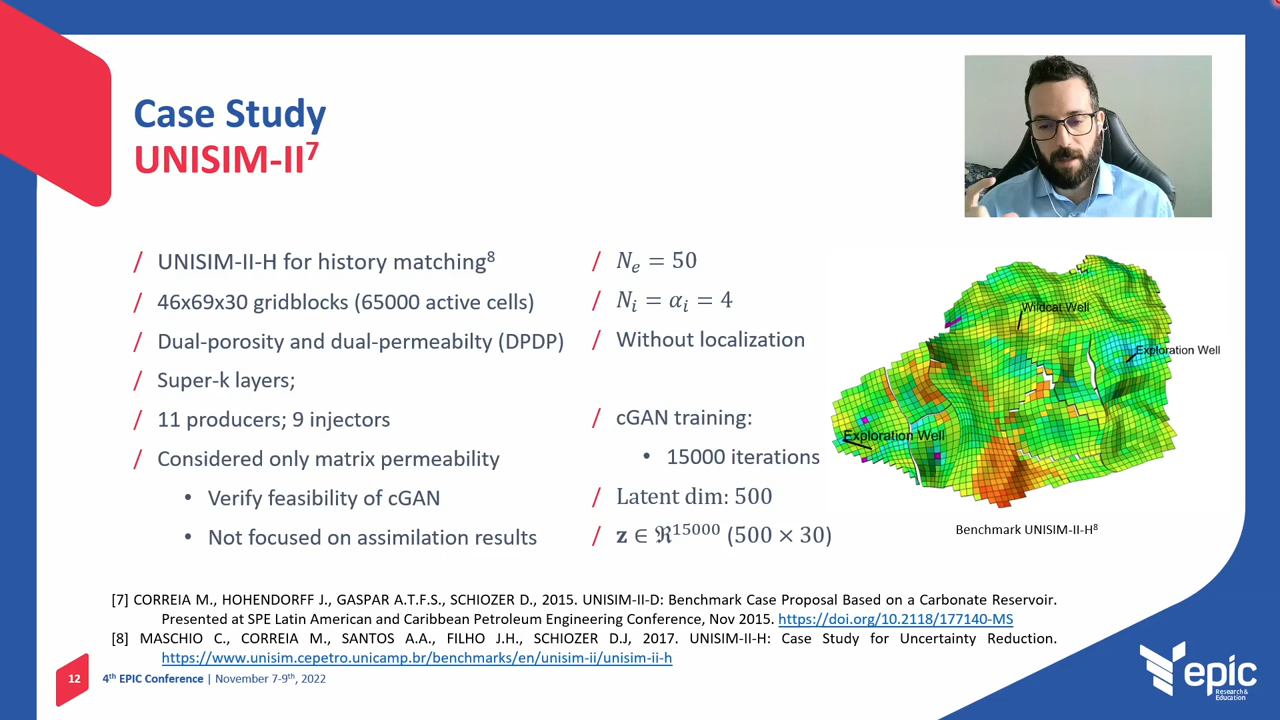 Case Study
UNISIM-II⁷
/ UNISIM-II-H for history matching⁸
/ 46x69x30 gridblocks (65000 active cells)
/ Dual-porosity and dual-permeabilty (DPDP)
/ Super-k layers;
/ 11 producers; 9 injectors
/ Considered only matrix permeability
• Verify feasibility of cGAN
• Not focused on assimilation results
/ Nₑ = 50
/ Nᵢ = αᵢ = 4
/ Without localization
/ cGAN training:
• 15000 iterations
/ Latent dim: 500
/ z ∈ ℜ¹⁵⁰⁰⁰ (500 × 30)
Wildcat Well
Exploration Well
Exploration Well
Benchmark UNISIM-II-H⁸
[7] CORREIA M., HOHENDORFF J., GASPAR A.T.F.S., SCHIOZER D., 2015. UNISIM-II-D: Benchmark Case Proposal Based on a Carbonate Reservoir.
Presented at SPE Latin American and Caribbean Petroleum Engineering Conference, Nov 2015. https://doi.org/10.2118/177140-MS
[8] MASCHIO C., CORREIA M., SANTOS A.A., FILHO J.H., SCHIOZER D.J, 2017. UNISIM-II-H: Case Study for Uncertainty Reduction.
https://www.unisim.cepetro.unicamp.br/benchmarks/en/unisim-ii/unisim-ii-h
12 4ᵗʰ EPIC Conference | November 7-9ᵗʰ, 2022
epic
Research &
Education